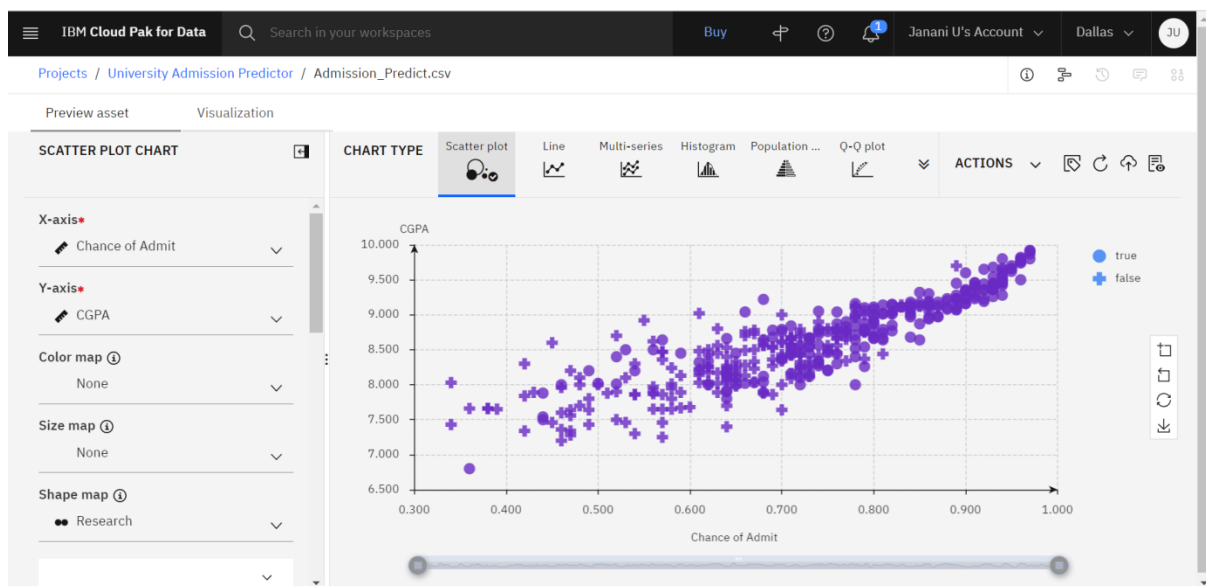 IBM Cloud Pak for Data
Search in your workspaces
Buy
1
Janani U's Account
Dallas
JU
Projects / University Admission Predictor / Admission_Predict.csv
Preview asset
Visualization
SCATTER PLOT CHART
X-axis*
Chance of Admit
Y-axis*
CGPA
Color map
None
Size map
None
Shape map
Research
CHART TYPE
Scatter plot
Line
Multi-series
Histogram
Population ...
Q-Q plot
ACTIONS
CGPA
10.000
9.500
9.000
8.500
8.000
7.500
7.000
6.500
0.300 0.400 0.500 0.600 0.700 0.800 0.900 1.000
Chance of Admit
true
false